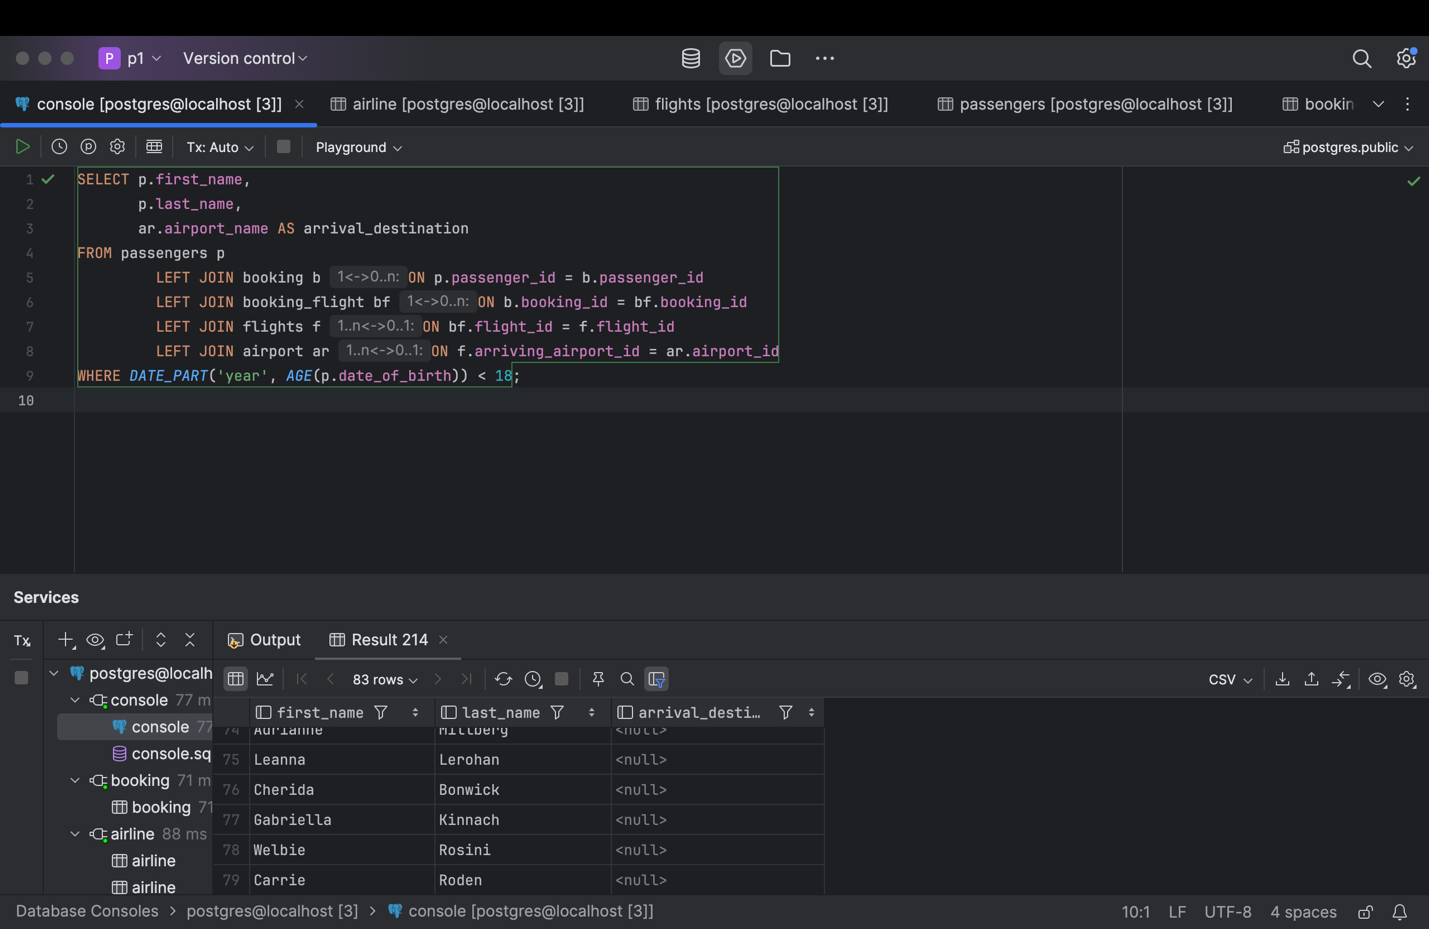 P p1 Version control
console [postgres@localhost [3]] airline [postgres@localhost [3]] flights [postgres@localhost [3]] passengers [postgres@localhost [3]] bookin
Tx: Auto Playground postgres.public
1 SELECT p.first_name,
2 p.last_name,
3 ar.airport_name AS arrival_destination
4 FROM passengers p
5 LEFT JOIN booking b 1<->0..n: ON p.passenger_id = b.passenger_id
6 LEFT JOIN booking_flight bf 1<->0..n: ON b.booking_id = bf.booking_id
7 LEFT JOIN flights f 1..n<->0..1: ON bf.flight_id = f.flight_id
8 LEFT JOIN airport ar 1..n<->0..1: ON f.arriving_airport_id = ar.airport_id
9 WHERE DATE_PART('year', AGE(p.date_of_birth)) < 18;
10
Services
Tx Output Result 214
postgres@localh
console 77 m
console 77
console.sq
booking 71 m
booking 71
airline 88 ms
airline
airline
83 rows CSV
first_name last_name arrival_desti...
74 Adrianne Millberg <null>
75 Leanna Lerohan <null>
76 Cherida Bonwick <null>
77 Gabriella Kinnach <null>
78 Welbie Rosini <null>
79 Carrie Roden <null>
Database Consoles > postgres@localhost [3] > console [postgres@localhost [3]] 10:1 LF UTF-8 4 spaces